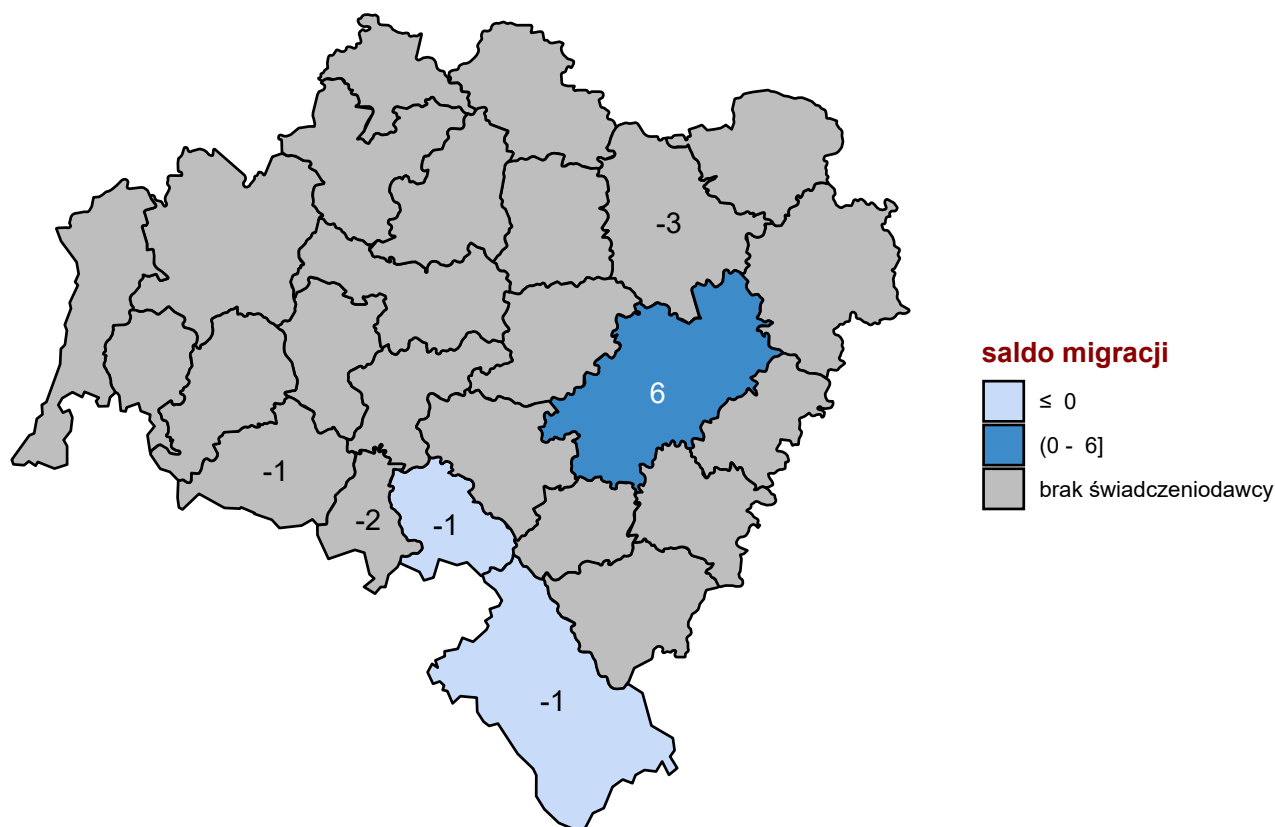 -3
6
-1
-2
-1
-1
saldo migracji
≤ 0
(0 - 6]
brak świadczeniodawcy